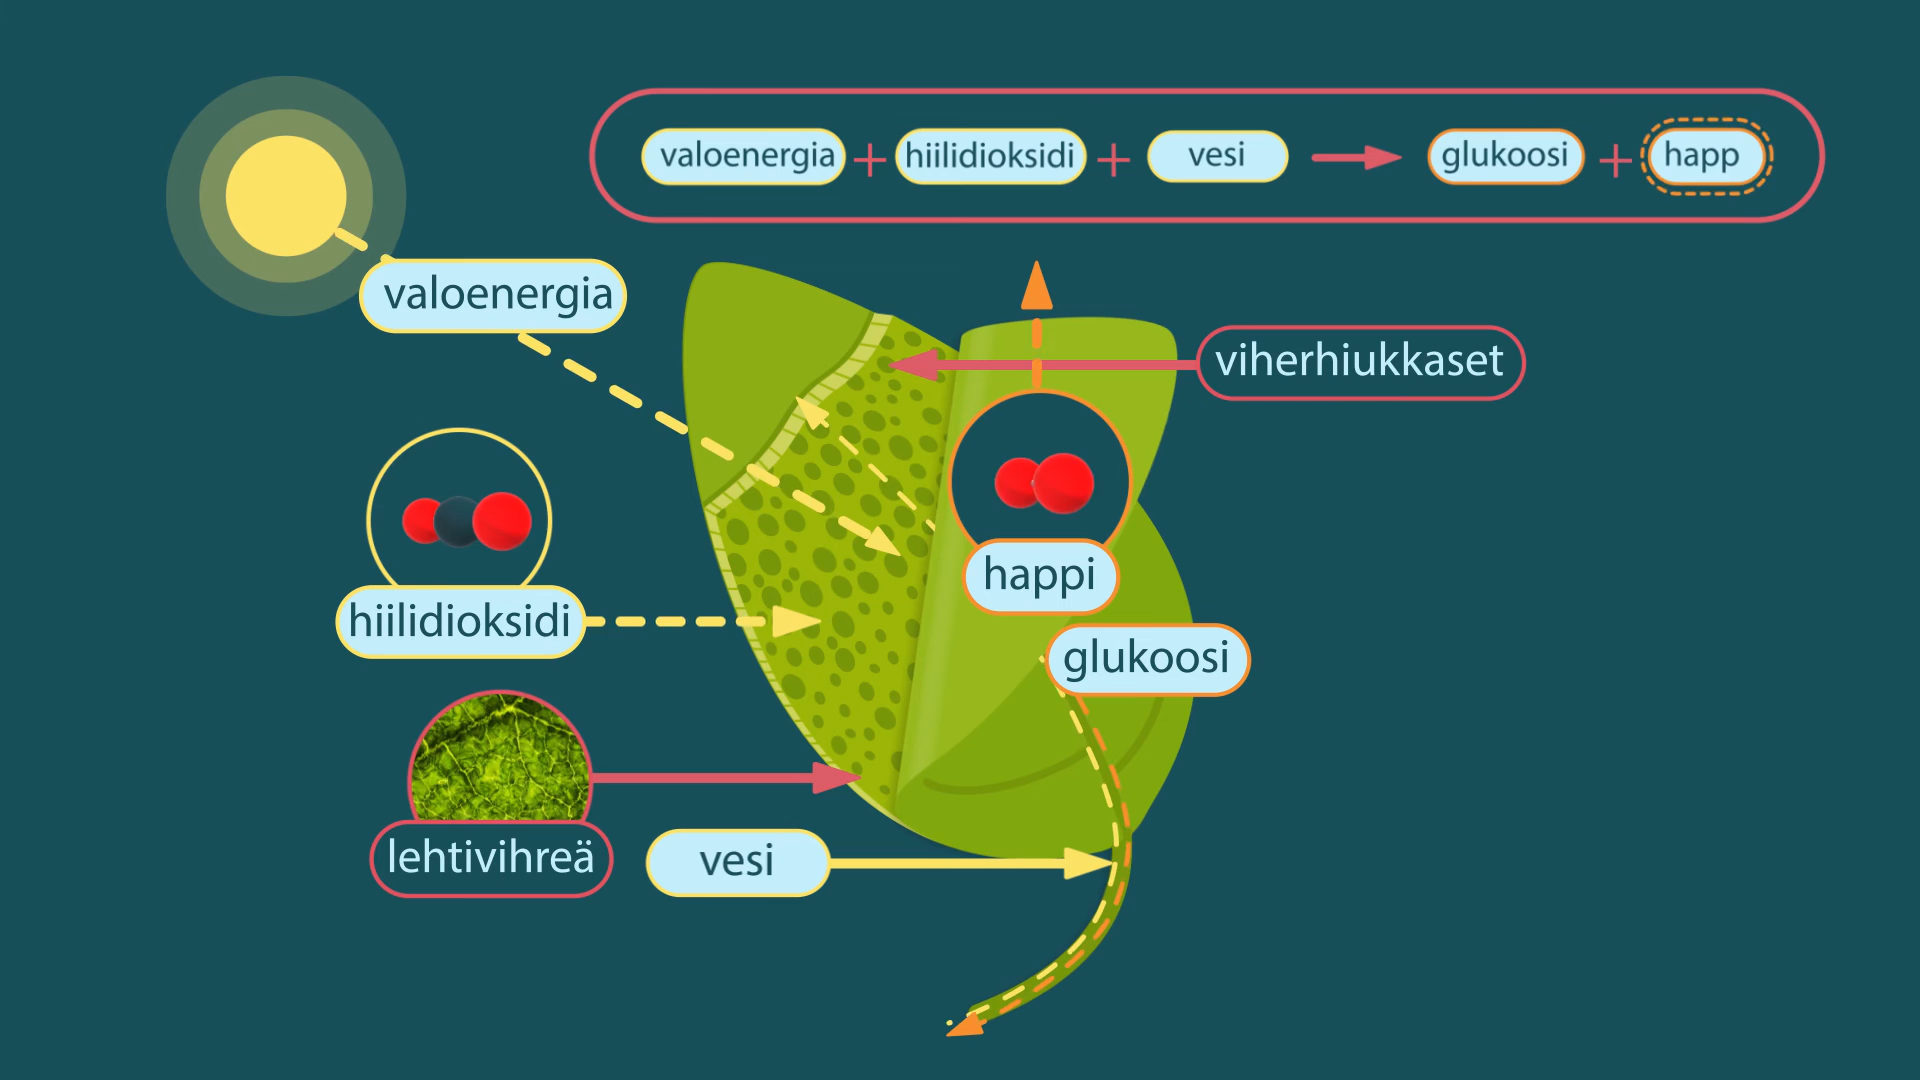 valoenergia + hiilidioksidi + vesi → glukoosi + happ
valoenergia
viherhiukkaset
happi
hiilidioksidi
glukoosi
lehtivihreä
vesi